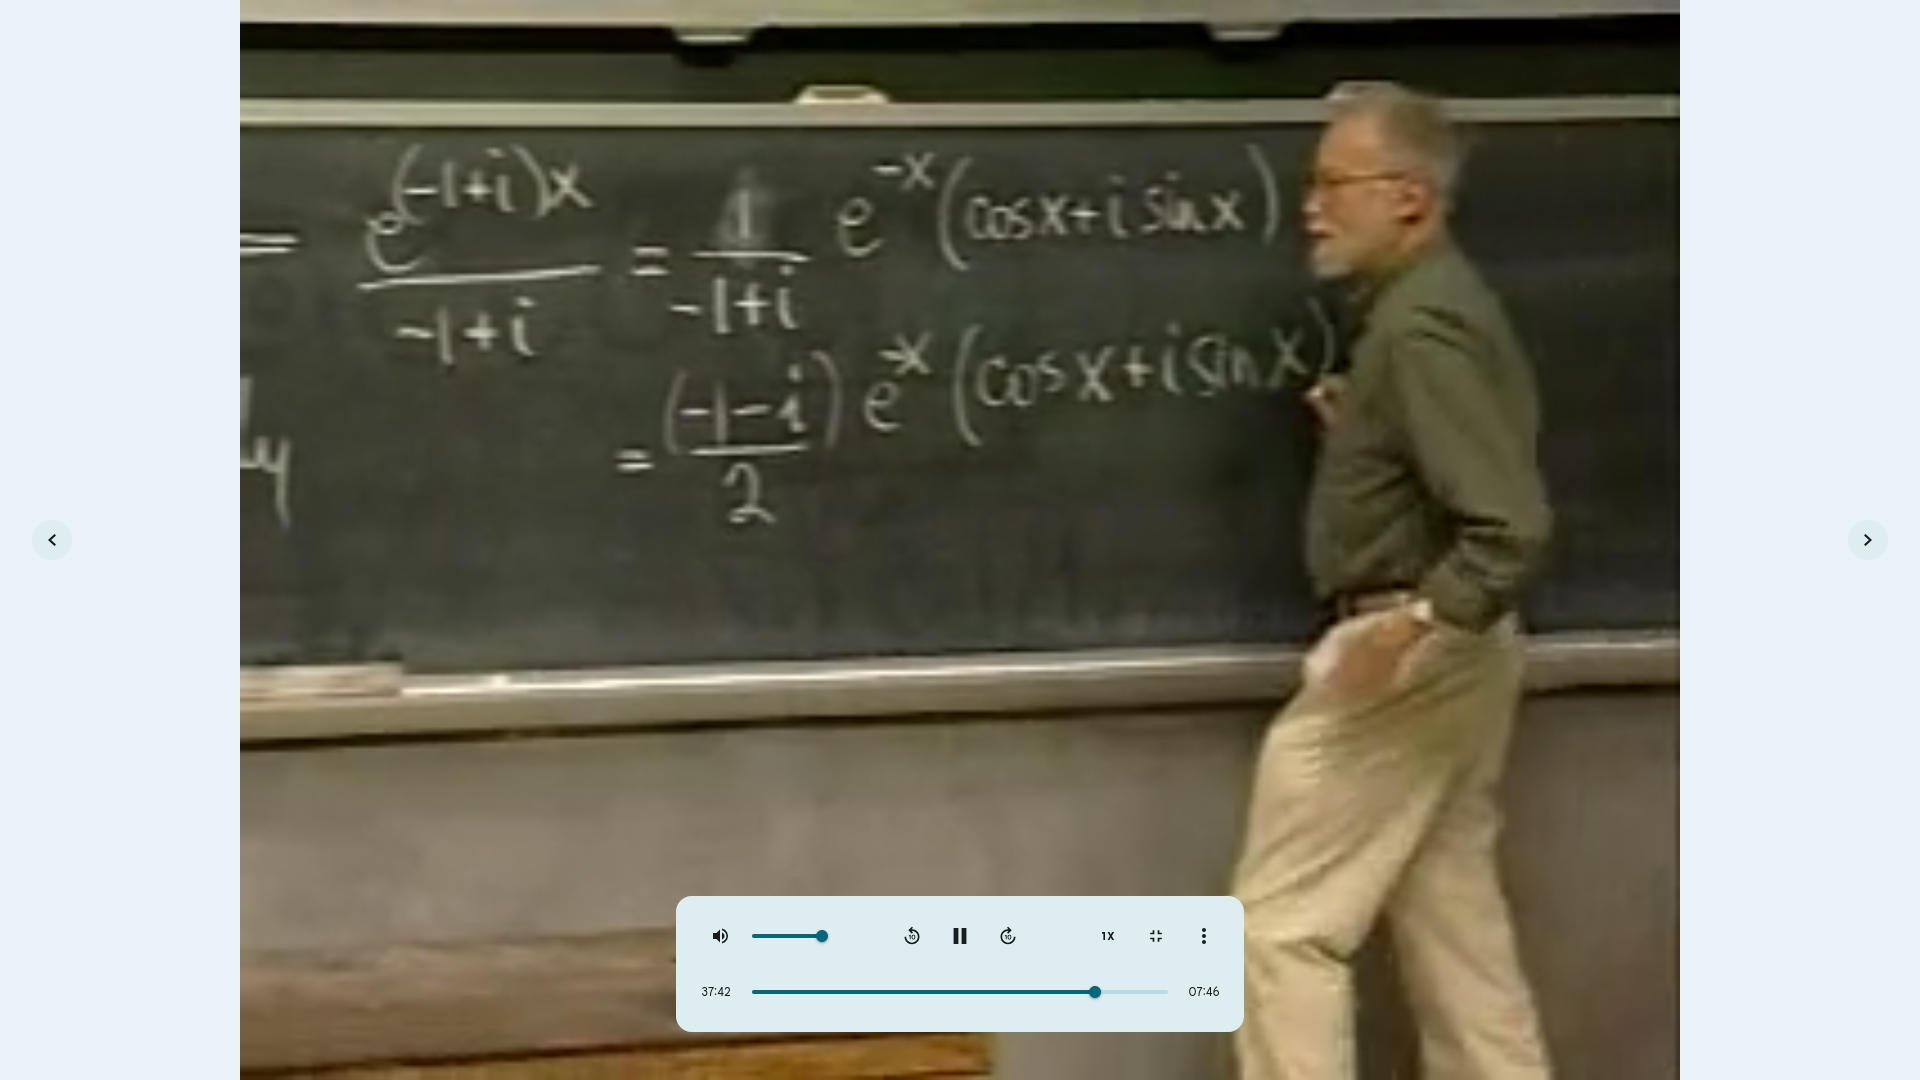 = e^{(-1+i)x} / (-1+i) = 1 / (-1+i) e^{-x} (cos x + i sin x)
= (-1-i) / 2 e^{-x} (cos x + i sin x)
y
1X
37:42 07:46